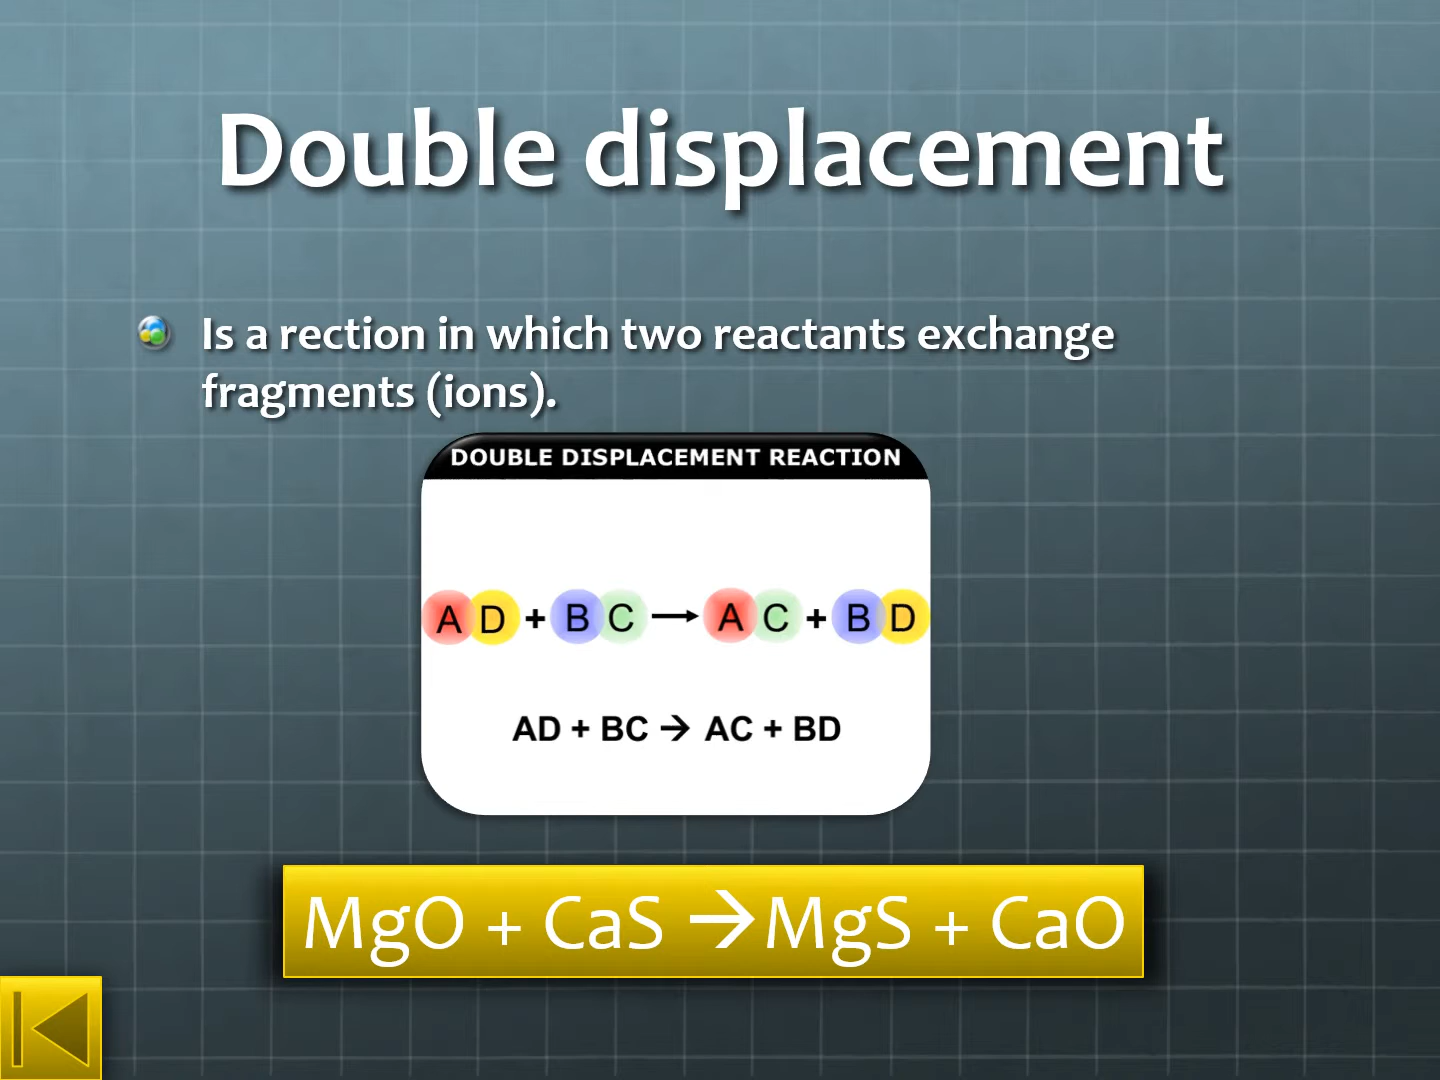 Double displacement
Is a rection in which two reactants exchange
fragments (ions).
DOUBLE DISPLACEMENT REACTION
A D + B C → A C + B D
AD + BC → AC + BD
MgO + CaS →MgS + CaO